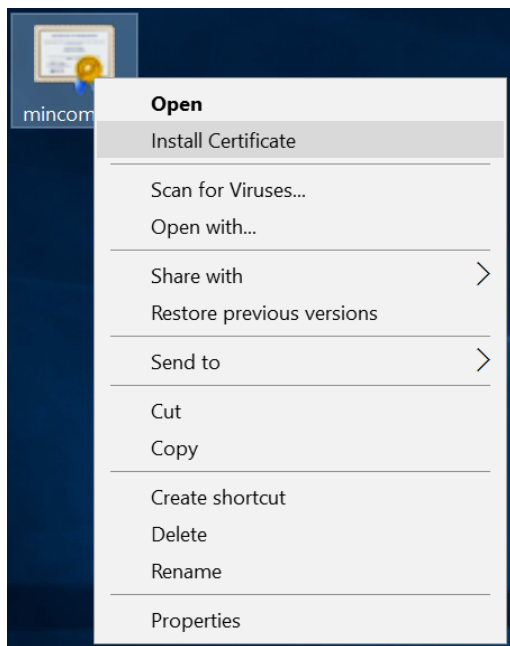 mincom
Open
Install Certificate
Scan for Viruses...
Open with...
Share with
Restore previous versions
Send to
Cut
Copy
Create shortcut
Delete
Rename
Properties